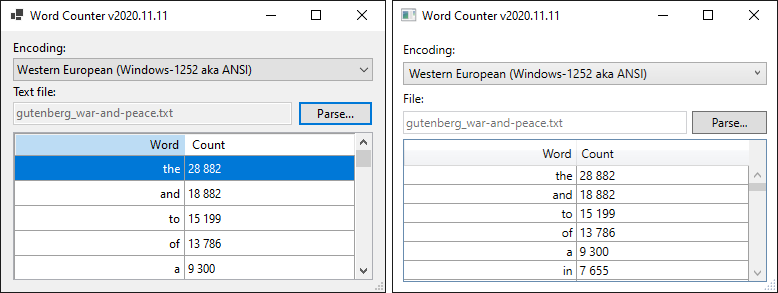 Word Counter v2020.11.11
Encoding:
Western European (Windows-1252 aka ANSI)
Text file:
gutenberg_war-and-peace.txt Parse...
Word Count
the 28 882
and 18 882
to 15 199
of 13 786
a 9 300
Word Counter v2020.11.11
Encoding:
Western European (Windows-1252 aka ANSI)
File:
gutenberg_war-and-peace.txt Parse...
Word Count
the 28 882
and 18 882
to 15 199
of 13 786
a 9 300
in 7 655